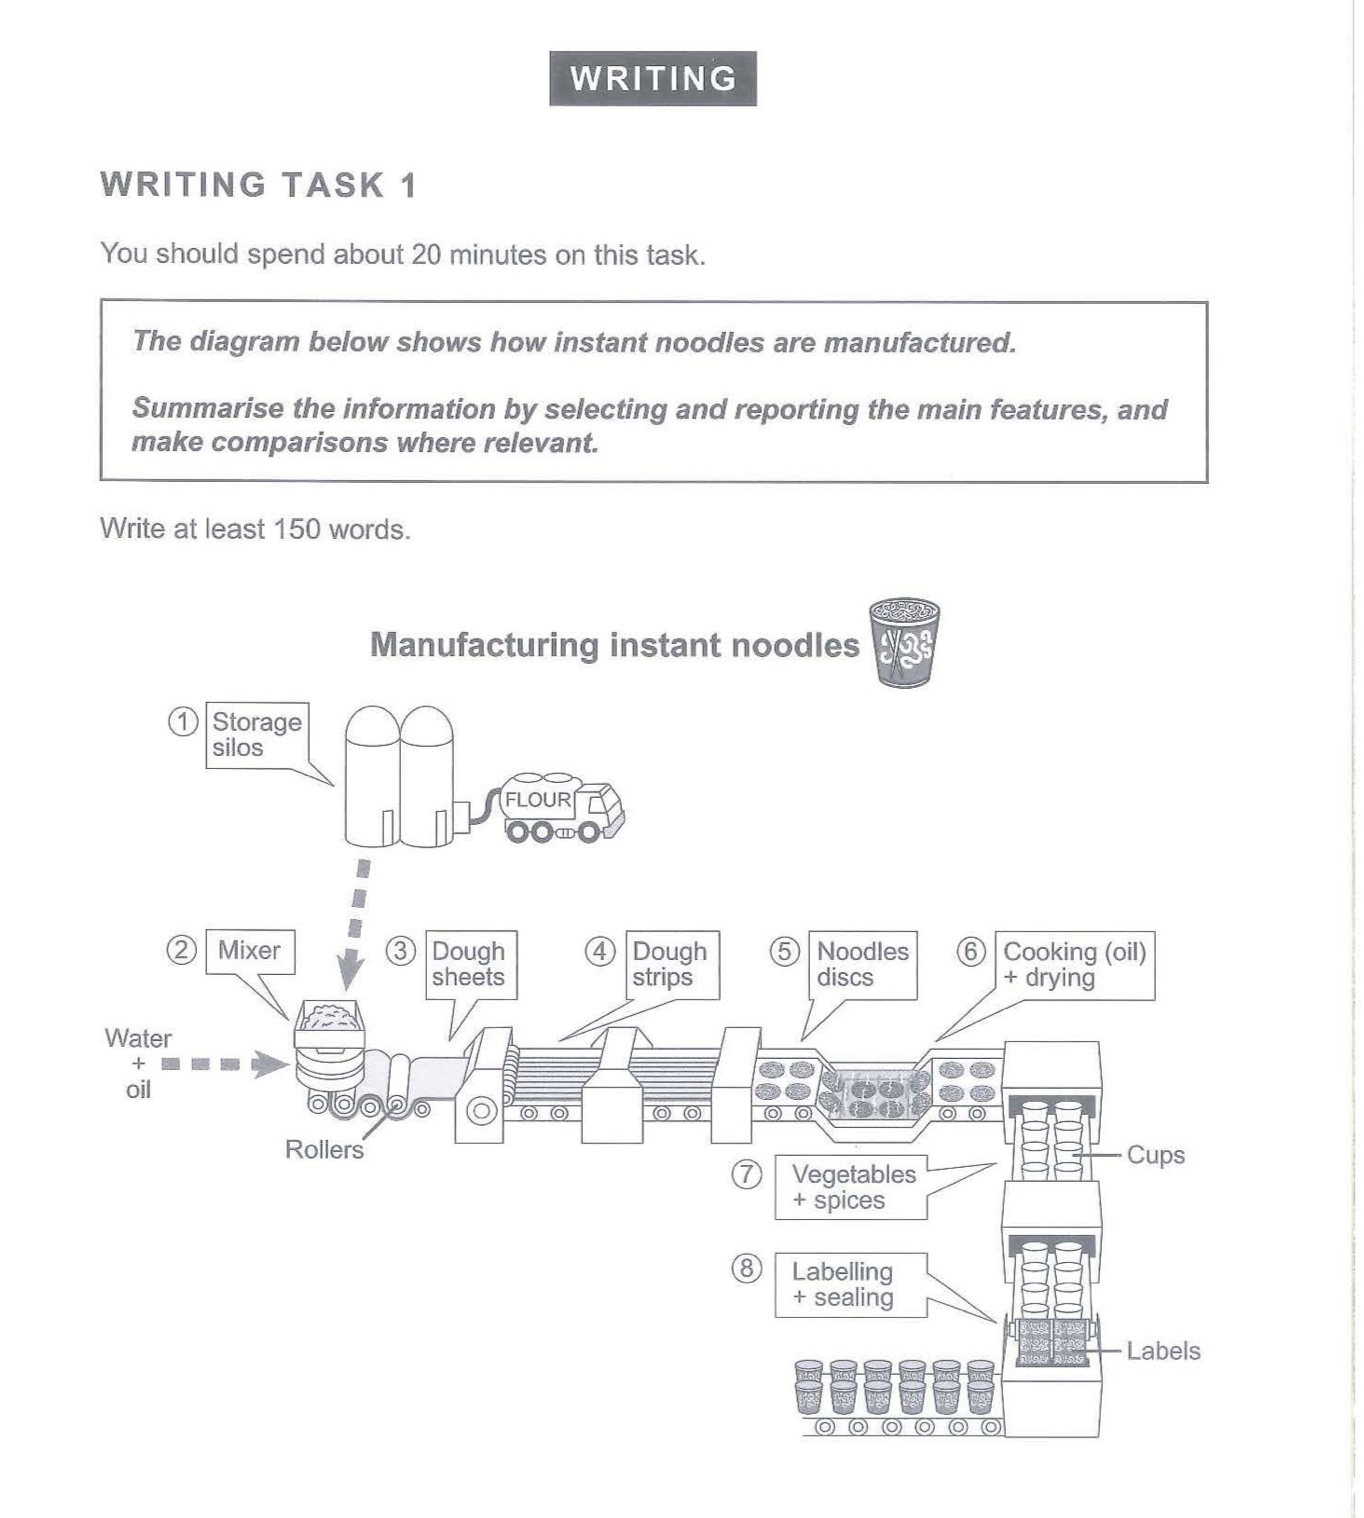 WRITING
WRITING TASK 1
You should spend about 20 minutes on this task.
The diagram below shows how instant noodles are manufactured.
Summarise the information by selecting and reporting the main features, and
make comparisons where relevant.
Write at least 150 words.
Manufacturing instant noodles
1 Storage
silos
FLOUR
2 Mixer
3 Dough
sheets
4 Dough
strips
5 Noodles
discs
6 Cooking (oil)
+ drying
Water
+
oil
Rollers
7 Vegetables
+ spices
Cups
8 Labelling
+ sealing
Labels